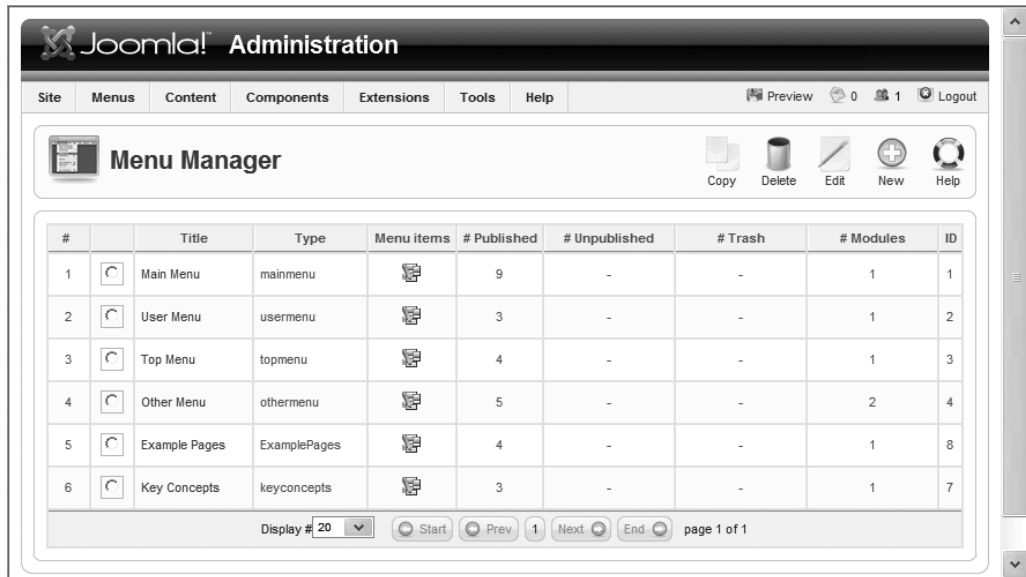 Joomla!™ Administration
Site Menus Content Components Extensions Tools Help Preview 0 1 Logout
Menu Manager
Copy Delete Edit New Help
# Title Type Menu items # Published # Unpublished # Trash # Modules ID
1 Main Menu mainmenu 9 - - 1 1
2 User Menu usermenu 3 - - 1 2
3 Top Menu topmenu 4 - - 1 3
4 Other Menu othermenu 5 - - 2 4
5 Example Pages ExamplePages 4 - - 1 8
6 Key Concepts keyconcepts 3 - - 1 7
Display # 20 Start Prev 1 Next End page 1 of 1